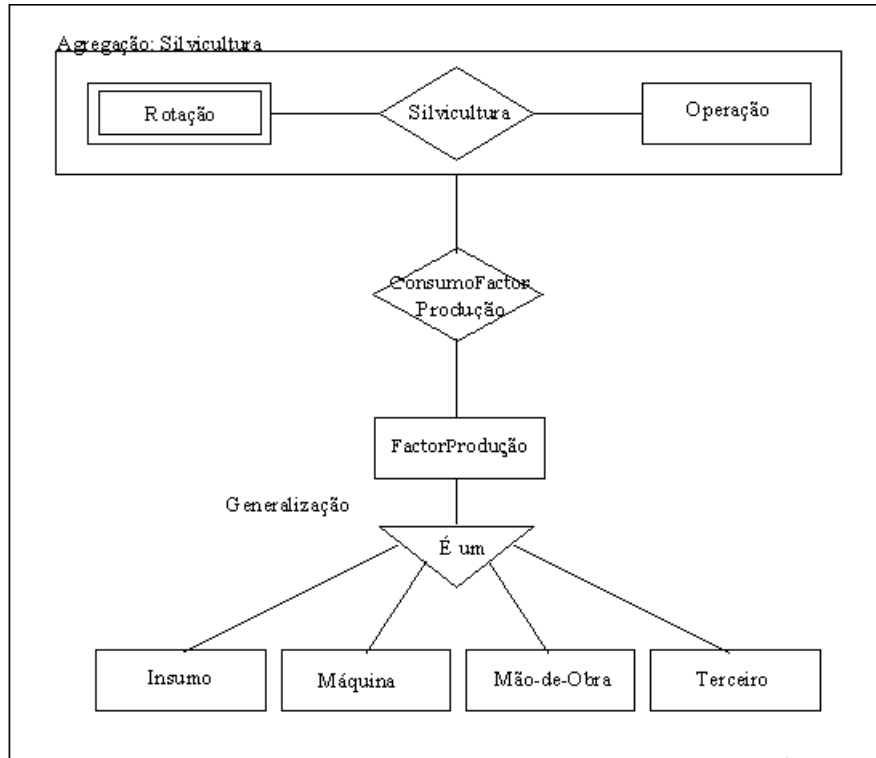 Agregação: Silvicultura
Rotação
Silvicultura
Operação
ConsumoFactor
Produção
FactorProdução
Generalização
É um
Insumo
Máquina
Mão-de-Obra
Terceiro